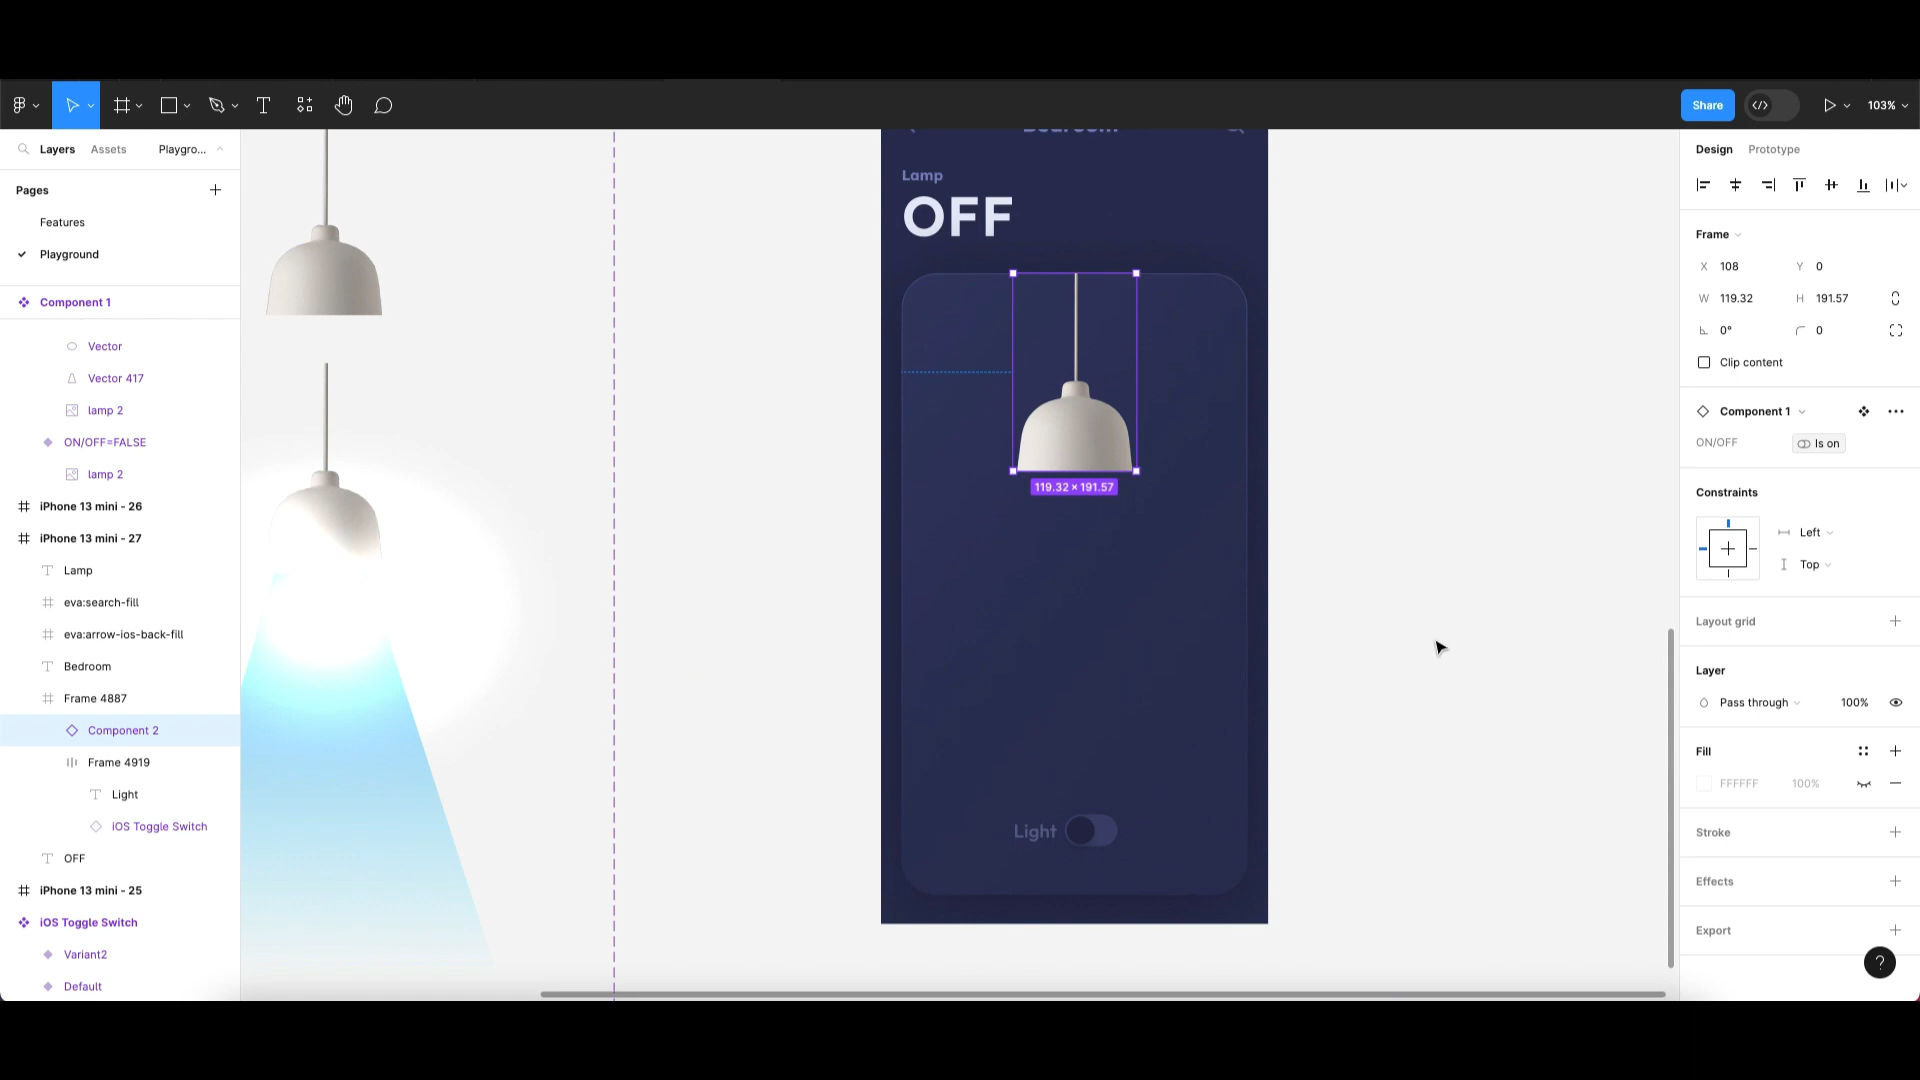 Share
103%
Layers
Assets
Playgro...
Pages
Features
Playground
Component 1
Vector
Vector 417
lamp 2
ON/OFF=FALSE
lamp 2
iPhone 13 mini - 26
iPhone 13 mini - 27
Lamp
eva:search-fill
eva:arrow-ios-back-fill
Bedroom
Frame 4887
Component 2
Frame 4919
Light
iOS Toggle Switch
OFF
iPhone 13 mini - 25
iOS Toggle Switch
Variant2
Default
Bedroom
Lamp
OFF
119.32 × 191.57
Light
Design
Prototype
Frame
X 108
Y 0
W 119.32
H 191.57
0°
0
Clip content
Component 1
ON/OFF
Is on
Constraints
Left
Top
Layout grid
Layer
Pass through
100%
Fill
FFFFFF
100%
Stroke
Effects
Export
?